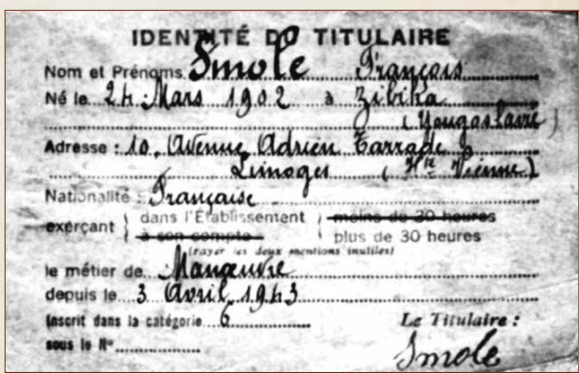 IDENTITÉ DU TITULAIRE
Nom et Prénoms Smole François
Né le 24 Mars 1902 à Zibika
(Yougoslavie)
Adresse : 10, Avenue Adrien Tarrade
Limoges (Hte Vienne)
Nationalité : Française
exerçant { dans l'Établissement } moins de 30 heures
à son compte plus de 30 heures
(rayer les deux mentions inutiles)
le métier de Manœuvre
depuis le 3 Avril 1943
Inscrit dans la catégorie 6 Le Titulaire :
sous le N° Smole